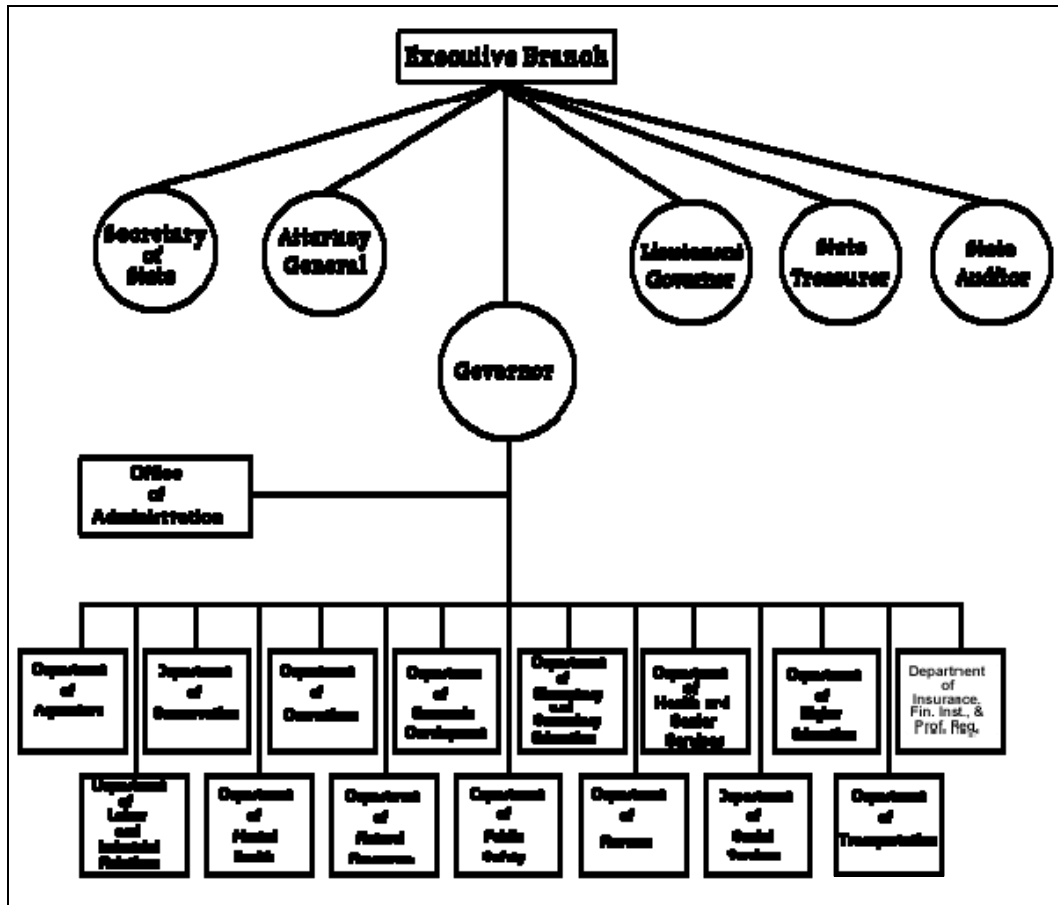 Executive Branch
Secretary
of
State
Attorney
General
Lieutenant
Governor
State
Treasurer
State
Auditor
Governor
Office
of
Administration
Department
of
Department
of
Conservation
Department
of
Corrections
Department
of
Economic
Development
Department
of
Elementary
and
Secondary
Education
Department
of
Health and
Senior
Services
Department
of
Higher
Education
Department
of
Insurance,
Fin. Inst., &
Prof. Reg.
Department
of
Labor
and
Industrial
Relations
Department
of
Mental
Health
Department
of
Natural
Resources
Department
of
Public
Safety
Department
of
Department
of
Social
Services
Department
of
Transportation